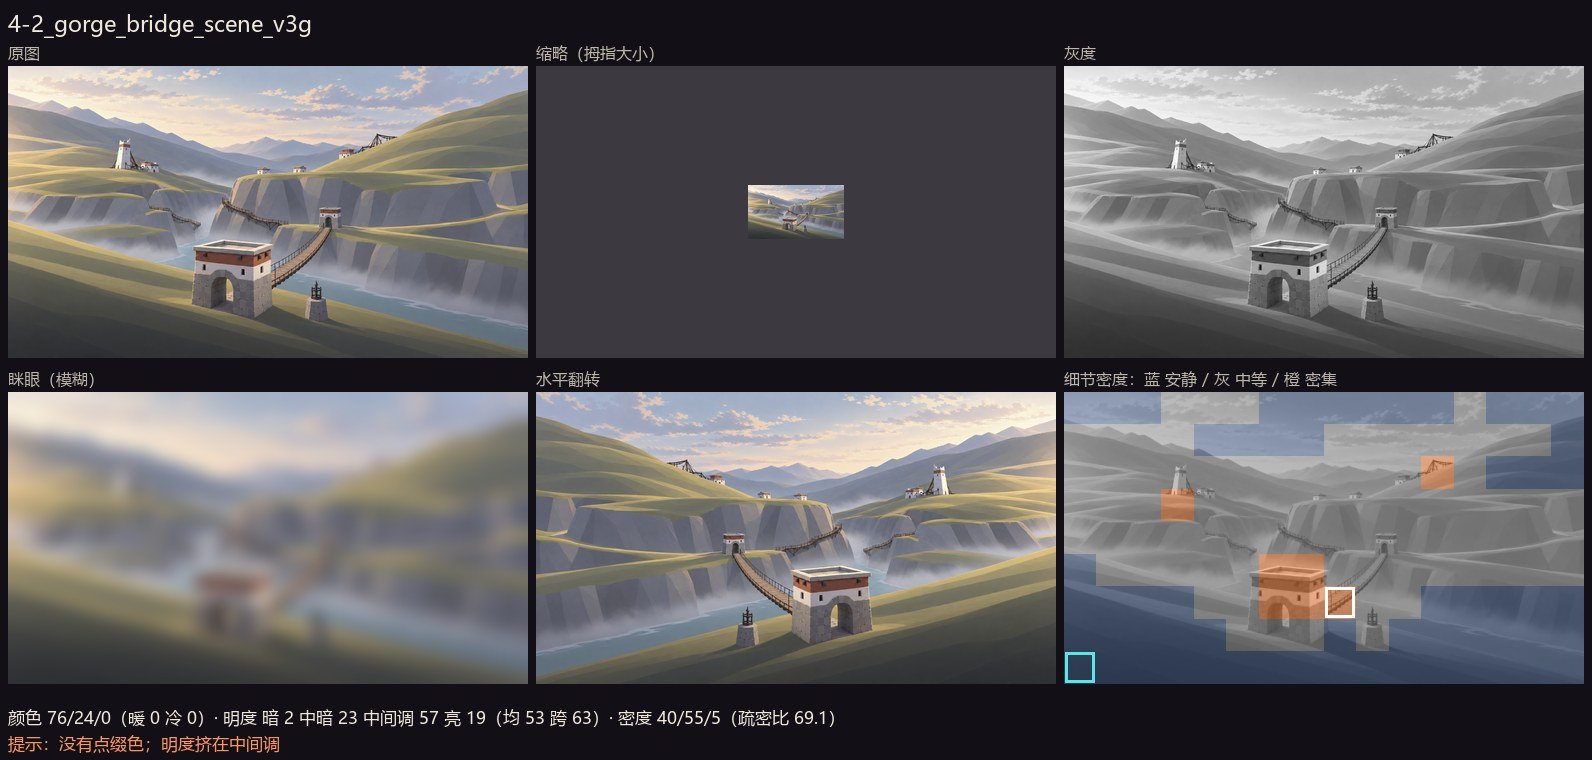 4-2_gorge_bridge_scene_v3g
原图
缩略（拇指大小）
灰度
眯眼（模糊）
水平翻转
细节密度：蓝 安静 / 灰 中等 / 橙 密集
颜色 76/24/0（暖 0 冷 0）· 明度 暗 2 中暗 23 中间调 57 亮 19（均 53 跨 63）· 密度 40/55/5（疏密比 69.1）
提示：没有点缀色；明度挤在中间调